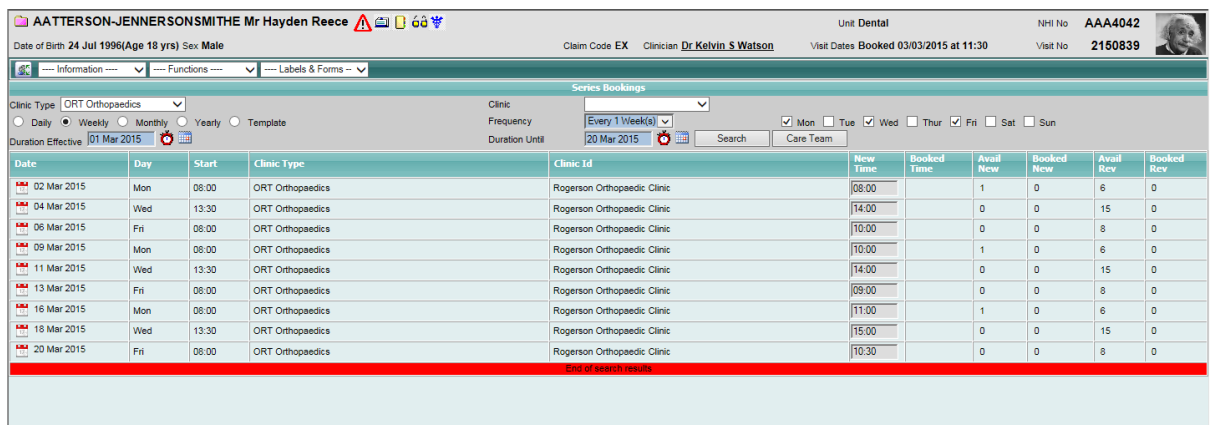 AATTERSON-JENNERSONSMITHE Mr Hayden Reece Unit Dental NHI No AAA4042
Date of Birth 24 Jul 1996(Age 18 yrs) Sex Male Claim Code EX Clinician Dr Kelvin S Watson Visit Dates Booked 03/03/2015 at 11:30 Visit No 2150839
---- Information ---- ---- Functions ---- ---- Labels & Forms --
Series Bookings
Clinic Type ORT Orthopaedics Clinic
Daily Weekly Monthly Yearly Template Frequency Every 1 Week(s) Mon Tue Wed Thur Fri Sat Sun
Duration Effective 01 Mar 2015 Duration Until 20 Mar 2015 Search Care Team
Date Day Start Clinic Type Clinic Id New Time Booked Time Avail New Booked New Avail Rev Booked Rev
02 Mar 2015 Mon 08:00 ORT Orthopaedics Rogerson Orthopaedic Clinic 08:00 1 0 6 0
04 Mar 2015 Wed 13:30 ORT Orthopaedics Rogerson Orthopaedic Clinic 14:00 0 0 15 0
06 Mar 2015 Fri 08:00 ORT Orthopaedics Rogerson Orthopaedic Clinic 10:00 0 0 8 0
09 Mar 2015 Mon 08:00 ORT Orthopaedics Rogerson Orthopaedic Clinic 10:00 1 0 6 0
11 Mar 2015 Wed 13:30 ORT Orthopaedics Rogerson Orthopaedic Clinic 14:00 0 0 15 0
13 Mar 2015 Fri 08:00 ORT Orthopaedics Rogerson Orthopaedic Clinic 09:00 0 0 8 0
16 Mar 2015 Mon 08:00 ORT Orthopaedics Rogerson Orthopaedic Clinic 11:00 1 0 6 0
18 Mar 2015 Wed 13:30 ORT Orthopaedics Rogerson Orthopaedic Clinic 15:00 0 0 15 0
20 Mar 2015 Fri 08:00 ORT Orthopaedics Rogerson Orthopaedic Clinic 10:30 0 0 8 0
End of search results